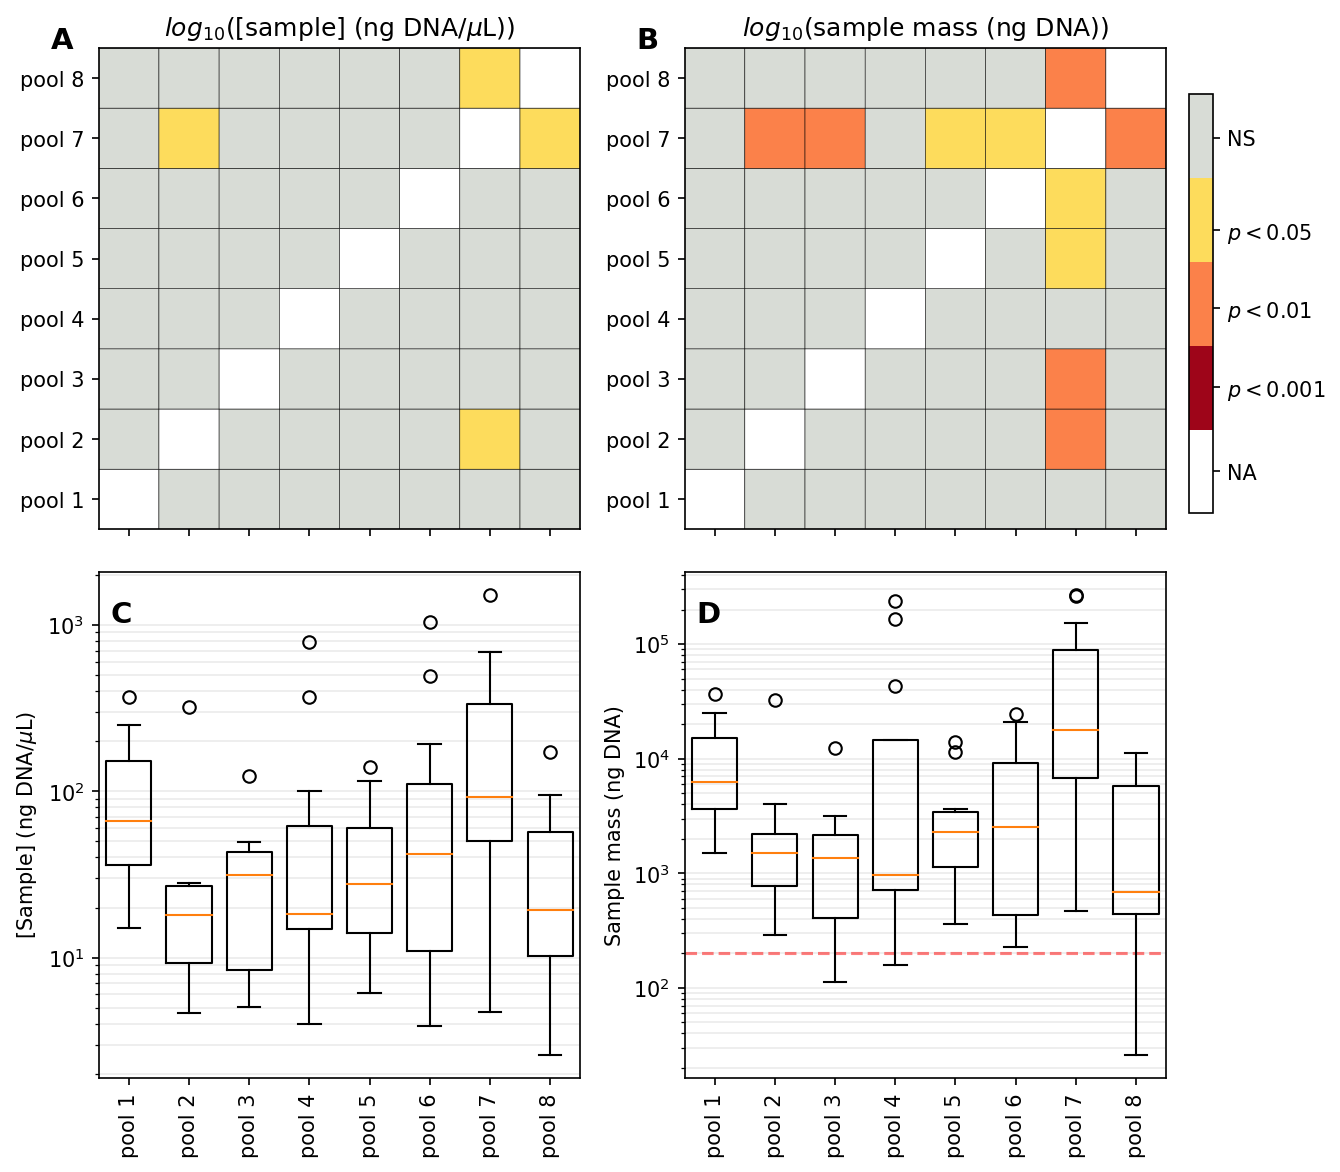 A
log₁₀([sample] (ng DNA/μL))
pool 8
pool 7
pool 6
pool 5
pool 4
pool 3
pool 2
pool 1
B
log₁₀(sample mass (ng DNA))
pool 8
pool 7
pool 6
pool 5
pool 4
pool 3
pool 2
pool 1
NS
p < 0.05
p < 0.01
p < 0.001
NA
C
[Sample] (ng DNA/μL)
10³
10²
10¹
pool 1
pool 2
pool 3
pool 4
pool 5
pool 6
pool 7
pool 8
D
Sample mass (ng DNA)
10⁵
10⁴
10³
10²
pool 1
pool 2
pool 3
pool 4
pool 5
pool 6
pool 7
pool 8